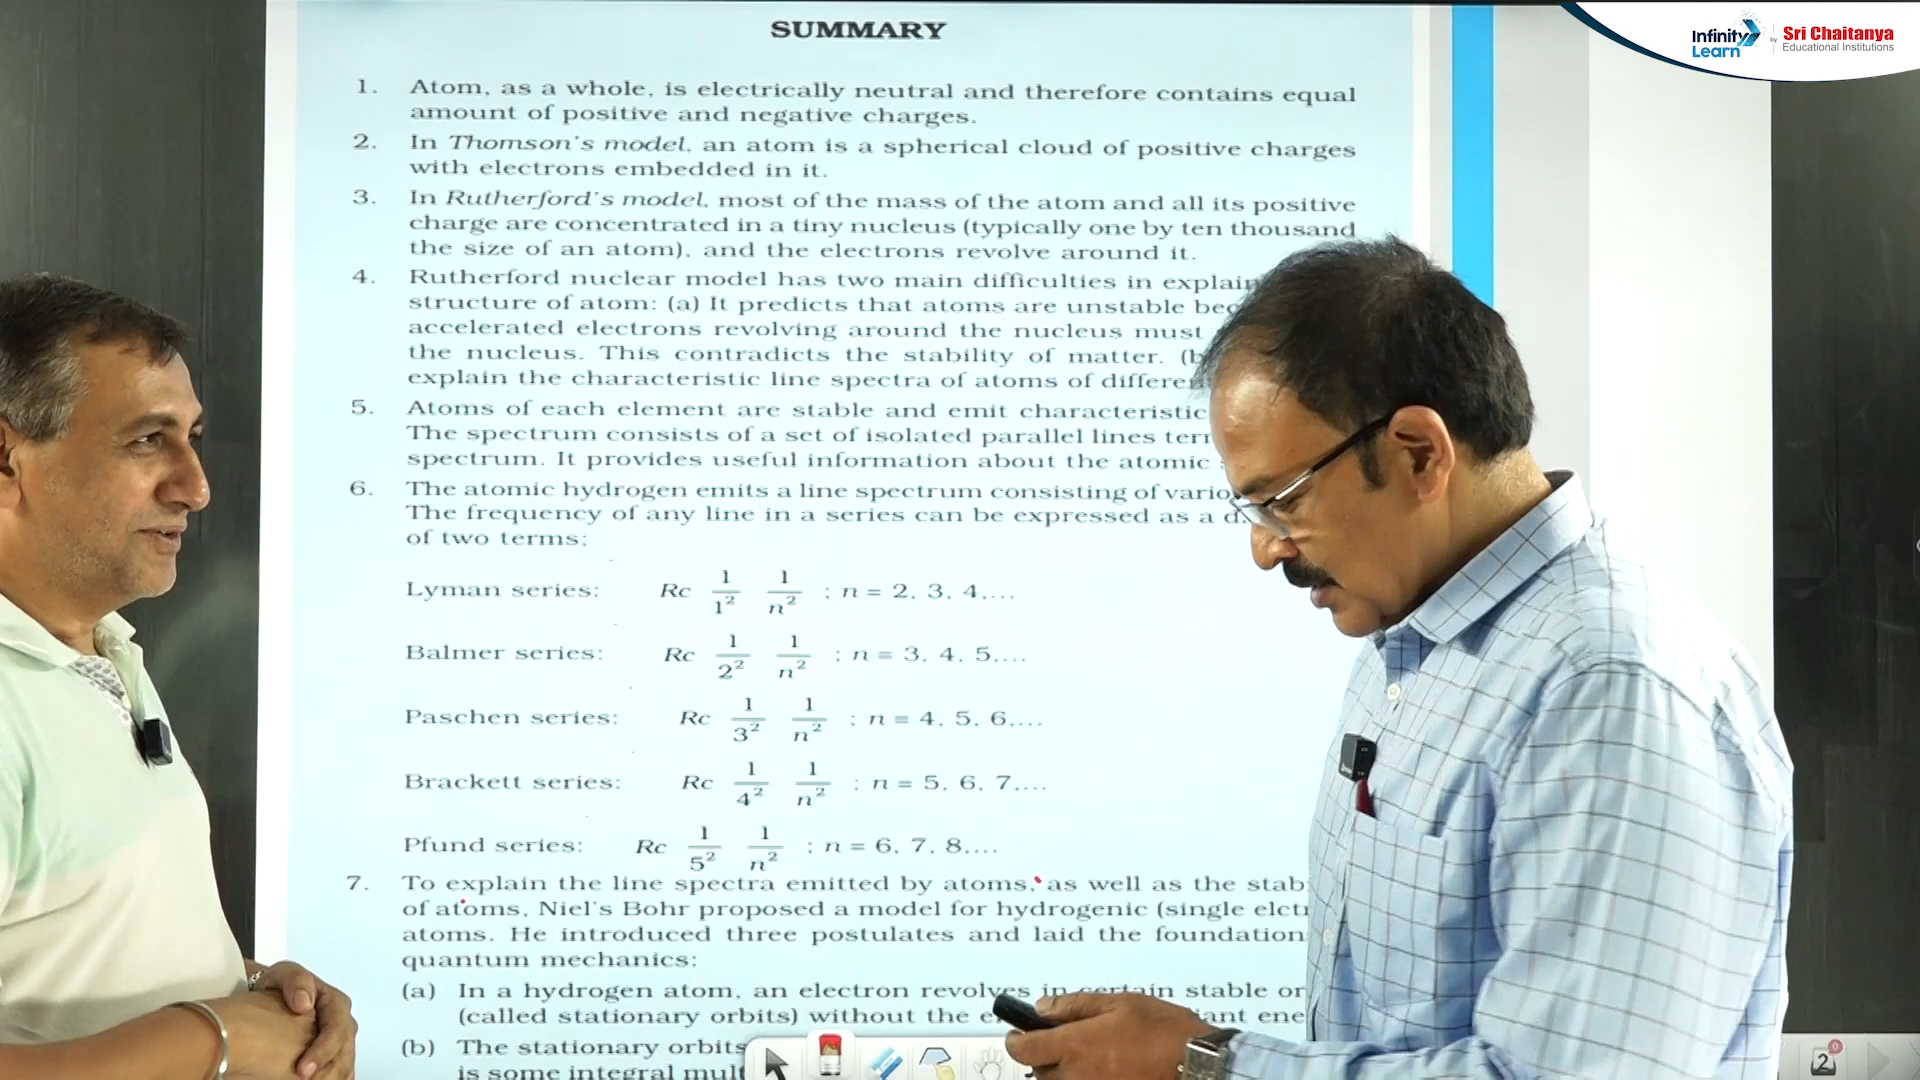 SUMMARY
1. Atom, as a whole, is electrically neutral and therefore contains equal
amount of positive and negative charges.
2. In Thomson's model, an atom is a spherical cloud of positive charges
with electrons embedded in it.
3. In Rutherford's model, most of the mass of the atom and all its positive
charge are concentrated in a tiny nucleus (typically one by ten thousand
the size of an atom), and the electrons revolve around it.
4. Rutherford nuclear model has two main difficulties in explain
structure of atom: (a) It predicts that atoms are unstable bec
accelerated electrons revolving around the nucleus must
the nucleus. This contradicts the stability of matter. (b
explain the characteristic line spectra of atoms of differen
5. Atoms of each element are stable and emit characteristic
The spectrum consists of a set of isolated parallel lines terr
spectrum. It provides useful information about the atomic
6. The atomic hydrogen emits a line spectrum consisting of vario
The frequency of any line in a series can be expressed as a d
of two terms;
Lyman series: Rc 1/1² 1/n² : n = 2, 3, 4,...
Balmer series: Rc 1/2² 1/n² : n = 3, 4, 5,...
Paschen series: Rc 1/3² 1/n² : n = 4, 5, 6,...
Brackett series: Rc 1/4² 1/n² : n = 5, 6, 7,...
Pfund series: Rc 1/5² 1/n² : n = 6, 7, 8,...
7. To explain the line spectra emitted by atoms, as well as the stab
of atoms, Niel's Bohr proposed a model for hydrogenic (single elctr
atoms. He introduced three postulates and laid the foundation
quantum mechanics:
(a) In a hydrogen atom, an electron revolves in certain stable or
(called stationary orbits) without the e iant ene
(b) The stationary orbits
is some integral mult
Infinity Learn by Sri Chaitanya
Educational Institutions
2
0